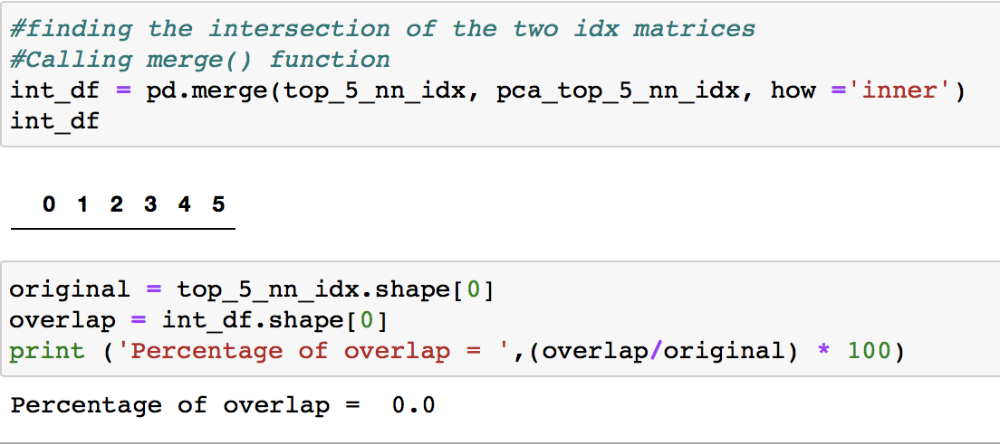 #finding the intersection of the two idx matrices
#Calling merge() function
int_df = pd.merge(top_5_nn_idx, pca_top_5_nn_idx, how ='inner')
int_df
0 1 2 3 4 5
original = top_5_nn_idx.shape[0]
overlap = int_df.shape[0]
print ('Percentage of overlap = ',(overlap/original) * 100)
Percentage of overlap =  0.0